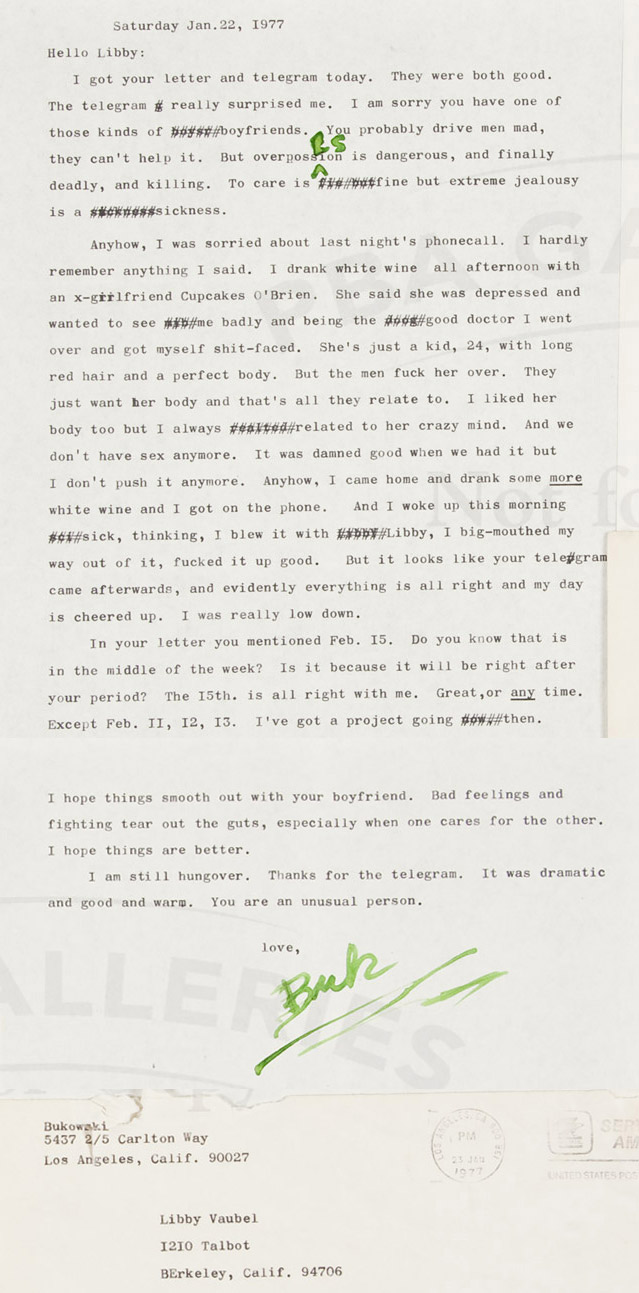 Saturday Jan.22, 1977
Hello Libby:
I got your letter and telegram today. They were both good.
The telegram really surprised me. I am sorry you have one of
those kinds of boyfriends. You probably drive men mad,
es
they can't help it. But overpossion is dangerous, and finally
deadly, and killing. To care is fine but extreme jealousy
is a sickness.
Anyhow, I was sorried about last night's phonecall. I hardly
remember anything I said. I drank white wine all afternoon with
an x-girlfriend Cupcakes O'Brien. She said she was depressed and
wanted to see me badly and being the good doctor I went
over and got myself shit-faced. She's just a kid, 24, with long
red hair and a perfect body. But the men fuck her over. They
just want her body and that's all they relate to. I liked her
body too but I always related to her crazy mind. And we
don't have sex anymore. It was damned good when we had it but
I don't push it anymore. Anyhow, I came home and drank some more
white wine and I got on the phone. And I woke up this morning
sick, thinking, I blew it with Libby, I big-mouthed my
way out of it, fucked it up good. But it looks like your telegram
came afterwards, and evidently everything is all right and my day
is cheered up. I was really low down.
In your letter you mentioned Feb. I5. Do you know that is
in the middle of the week? Is it because it will be right after
your period? The I5th. is all right with me. Great,or any time.
Except Feb. II, I2, I3. I've got a project going then.
I hope things smooth out with your boyfriend. Bad feelings and
fighting tear out the guts, especially when one cares for the other.
I hope things are better.
I am still hungover. Thanks for the telegram. It was dramatic
and good and warm. You are an unusual person.
love,
Buk
ALLERIES
Bukowski
5437 2/5 Carlton Way
Los Angeles, Calif. 90027
LOS ANGELES, CA
PM
23 JAN
1977
UNITED STATES POS
Libby Vaubel
I2I0 Talbot
BErkeley, Calif. 94706